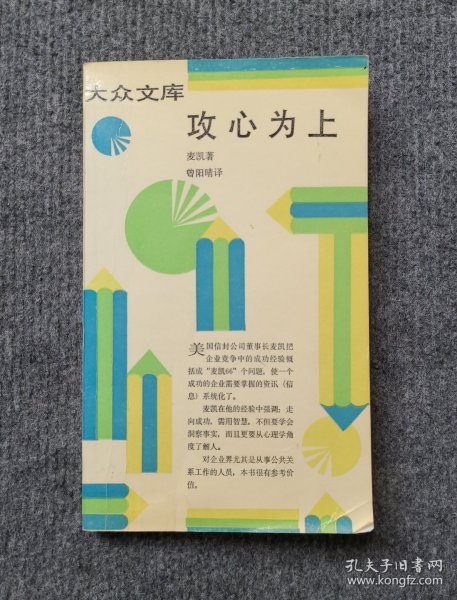 大众文库
攻心为上
麦凯著
曾阳晴译
美国信封公司董事长麦凯把
企业竞争中的成功经验概
括成“麦凯66”个问题，使一个
成功的企业需要掌握的资讯（信
息）系统化了。
麦凯在他的经验中强调：走
向成功，需用智慧，不但要学会
洞察事实，而且更要从心理学角
度了解人。
对企业界尤其是从事公共关
系工作的人员，本书很有参考价
值。
孔夫子旧书网
www.kongfz.com